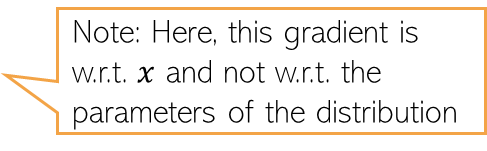 Note: Here, this gradient is
w.r.t. x and not w.r.t. the
parameters of the distribution